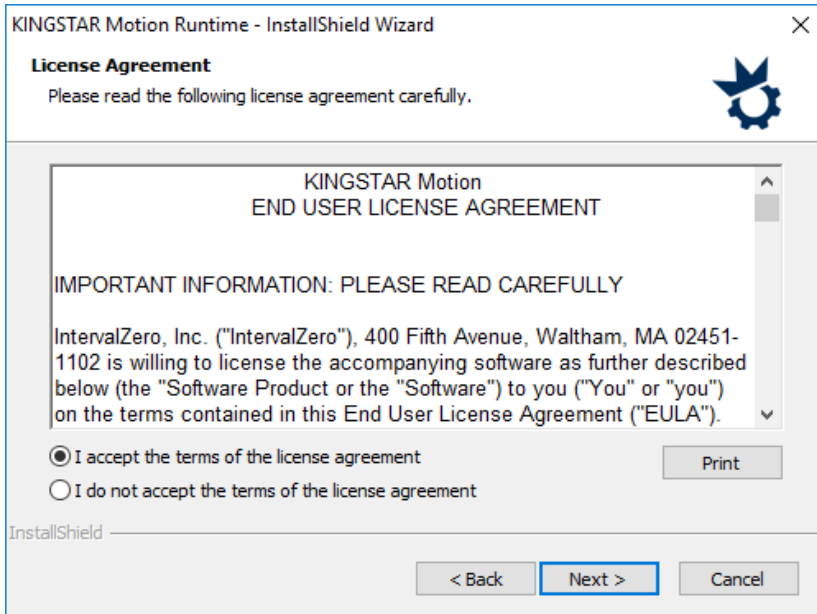 KINGSTAR Motion Runtime - InstallShield Wizard
License Agreement
Please read the following license agreement carefully.
KINGSTAR Motion
END USER LICENSE AGREEMENT
IMPORTANT INFORMATION: PLEASE READ CAREFULLY
IntervalZero, Inc. ("IntervalZero"), 400 Fifth Avenue, Waltham, MA 02451-
1102 is willing to license the accompanying software as further described
below (the "Software Product or the "Software") to you ("You" or "you")
on the terms contained in this End User License Agreement ("EULA").
I accept the terms of the license agreement
Print
I do not accept the terms of the license agreement
InstallShield
< Back
Next >
Cancel